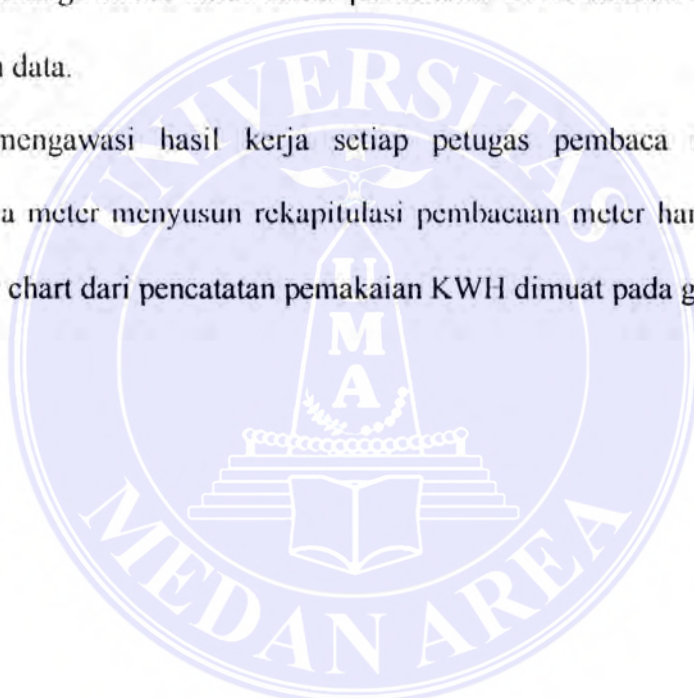 data.
mengawasi hasil kerja setiap petugas pembaca
a meter menyusun rekapitulasi pembacaan meter har
chart dari pencatatan pemakaian KWH dimuat pada g
UNIVERSITAS
U
M
A
MEDAN AREA